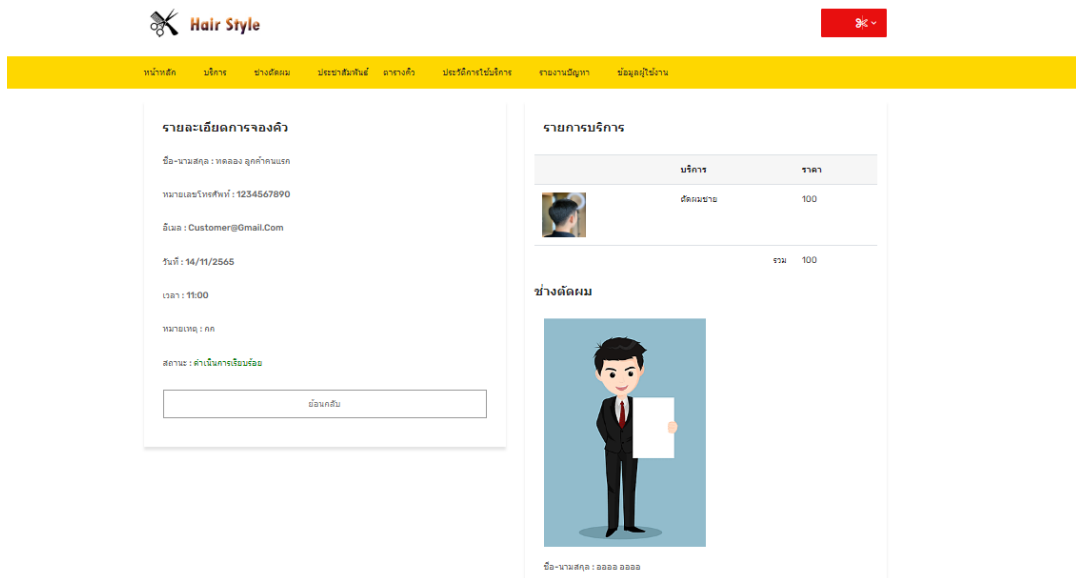 Hair Style
หน้าหลัก บริการ ช่างตัดผม ประชาสัมพันธ์ ตารางคิว ประวัติการใช้บริการ รายงานปัญหา ข้อมูลผู้ใช้งาน
รายละเอียดการจองคิว
ชื่อ-นามสกุล : ทดลอง ลูกค้าคนแรก
หมายเลขโทรศัพท์ : 1234567890
อีเมล : Customer@Gmail.Com
วันที่ : 14/11/2565
เวลา : 11:00
หมายเหตุ : กก
สถานะ : ดำเนินการเรียบร้อย
ย้อนกลับ
รายการบริการ
บริการ ราคา
ตัดผมชาย 100
รวม 100
ช่างตัดผม
ชื่อ-นามสกุล : ออออ ออออ